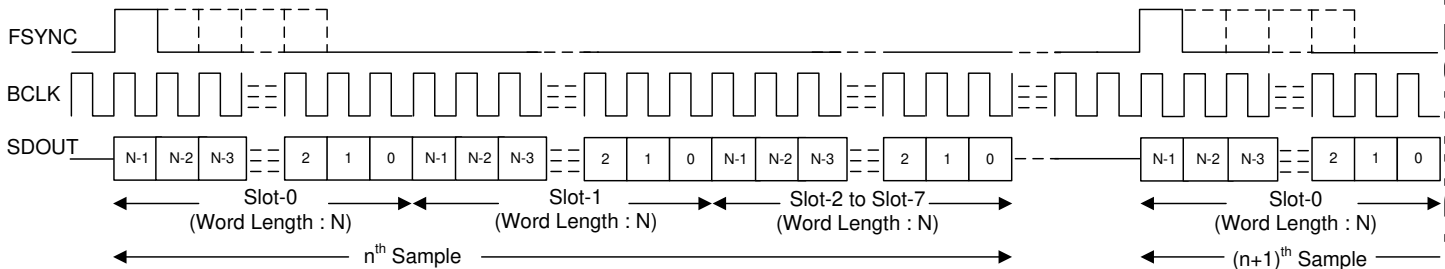 FSYNC
BCLK
SDOUT N-1 N-2 N-3 2 1 0 N-1 N-2 N-3 2 1 0 N-1 N-2 N-3 2 1 0 N-1 N-2 N-3 2 1 0
Slot-0 Slot-1 Slot-2 to Slot-7 Slot-0
(Word Length : N) (Word Length : N) (Word Length : N) (Word Length : N)
nth Sample (n+1)th Sample